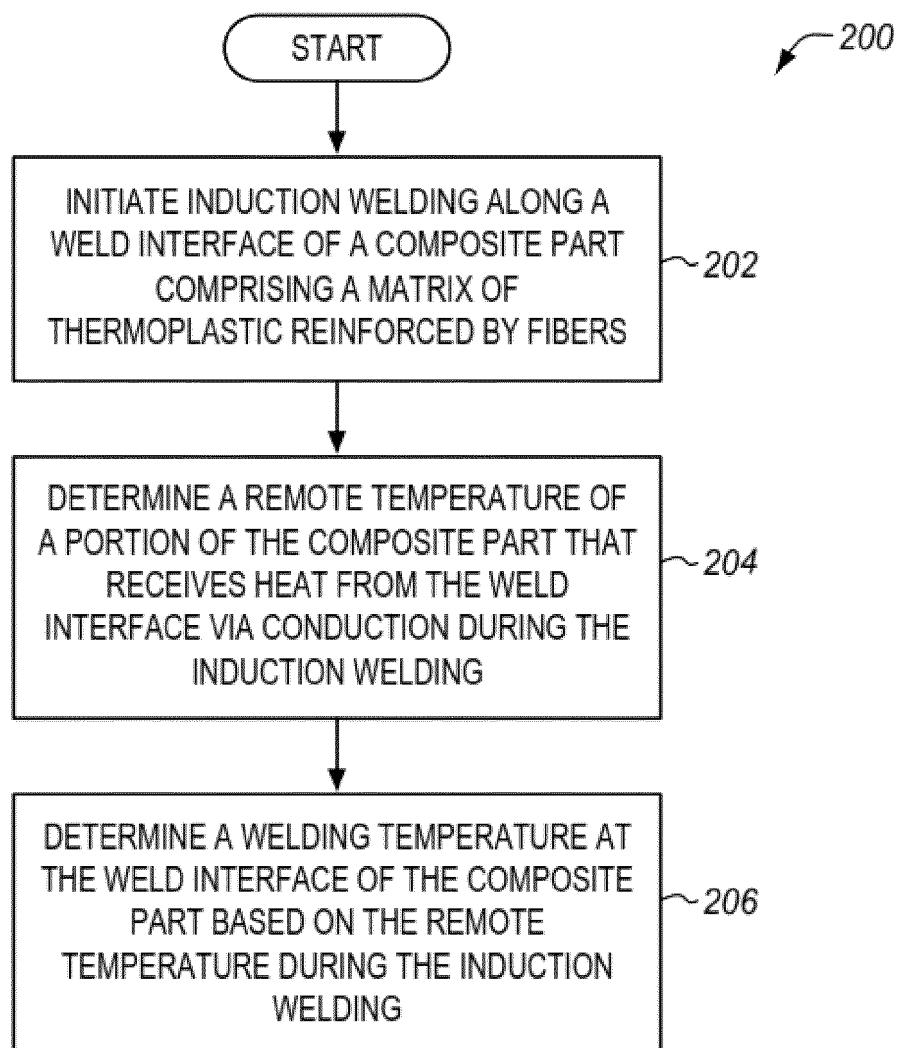 START
200
INITIATE INDUCTION WELDING ALONG A
WELD INTERFACE OF A COMPOSITE PART
COMPRISING A MATRIX OF
THERMOPLASTIC REINFORCED BY FIBERS
202
DETERMINE A REMOTE TEMPERATURE OF
A PORTION OF THE COMPOSITE PART THAT
RECEIVES HEAT FROM THE WELD
INTERFACE VIA CONDUCTION DURING THE
INDUCTION WELDING
204
DETERMINE A WELDING TEMPERATURE AT
THE WELD INTERFACE OF THE COMPOSITE
PART BASED ON THE REMOTE
TEMPERATURE DURING THE INDUCTION
WELDING
206